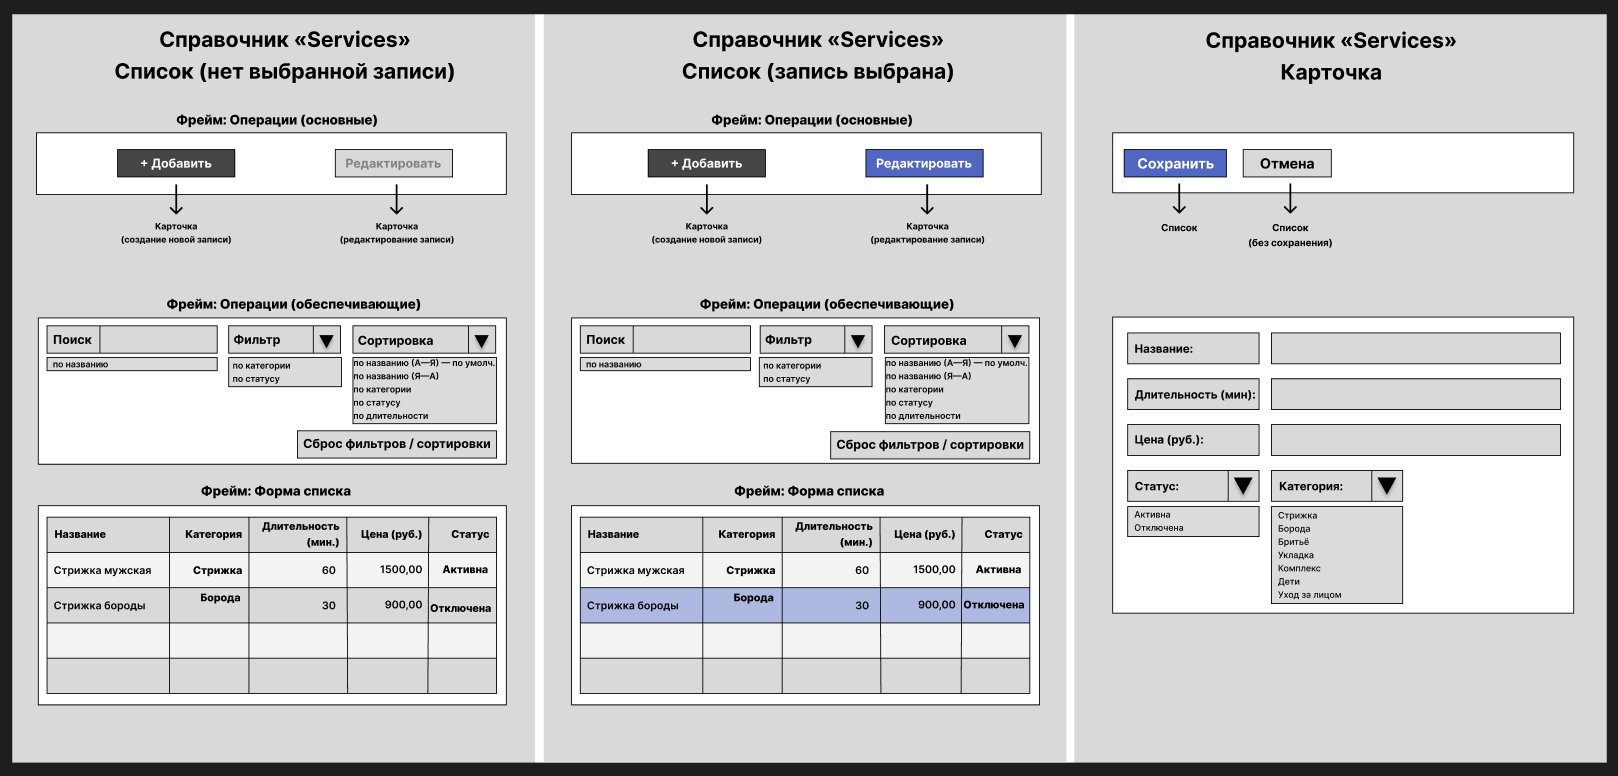 Справочник «Services»
Список (нет выбранной записи)
Фрейм: Операции (основные)
+ Добавить
Редактировать
Карточка
(создание новой записи)
Карточка
(редактирование записи)
Фрейм: Операции (обеспечивающие)
Поиск
по названию
Фильтр
по категории
по статусу
Сортировка
по названию (А—Я) — по умолч.
по названию (Я—А)
по категории
по статусу
по длительности
Сброс фильтров / сортировки
Фрейм: Форма списка
Название
Категория
Длительность
(мин.)
Цена (руб.)
Статус
Стрижка мужская
Стрижка
60
1500,00
Активна
Стрижка бороды
Борода
30
900,00
Отключена
Справочник «Services»
Список (запись выбрана)
Фрейм: Операции (основные)
+ Добавить
Редактировать
Карточка
(создание новой записи)
Карточка
(редактирование записи)
Фрейм: Операции (обеспечивающие)
Поиск
по названию
Фильтр
по категории
по статусу
Сортировка
по названию (А—Я) — по умолч.
по названию (Я—А)
по категории
по статусу
по длительности
Сброс фильтров / сортировки
Фрейм: Форма списка
Название
Категория
Длительность
(мин.)
Цена (руб.)
Статус
Стрижка мужская
Стрижка
60
1500,00
Активна
Стрижка бороды
Борода
30
900,00
Отключена
Справочник «Services»
Карточка
Сохранить
Отмена
Список
Список
(без сохранения)
Название:
Длительность (мин):
Цена (руб.):
Статус:
Активна
Отключена
Категория:
Стрижка
Борода
Бритьё
Укладка
Комплекс
Дети
Уход за лицом